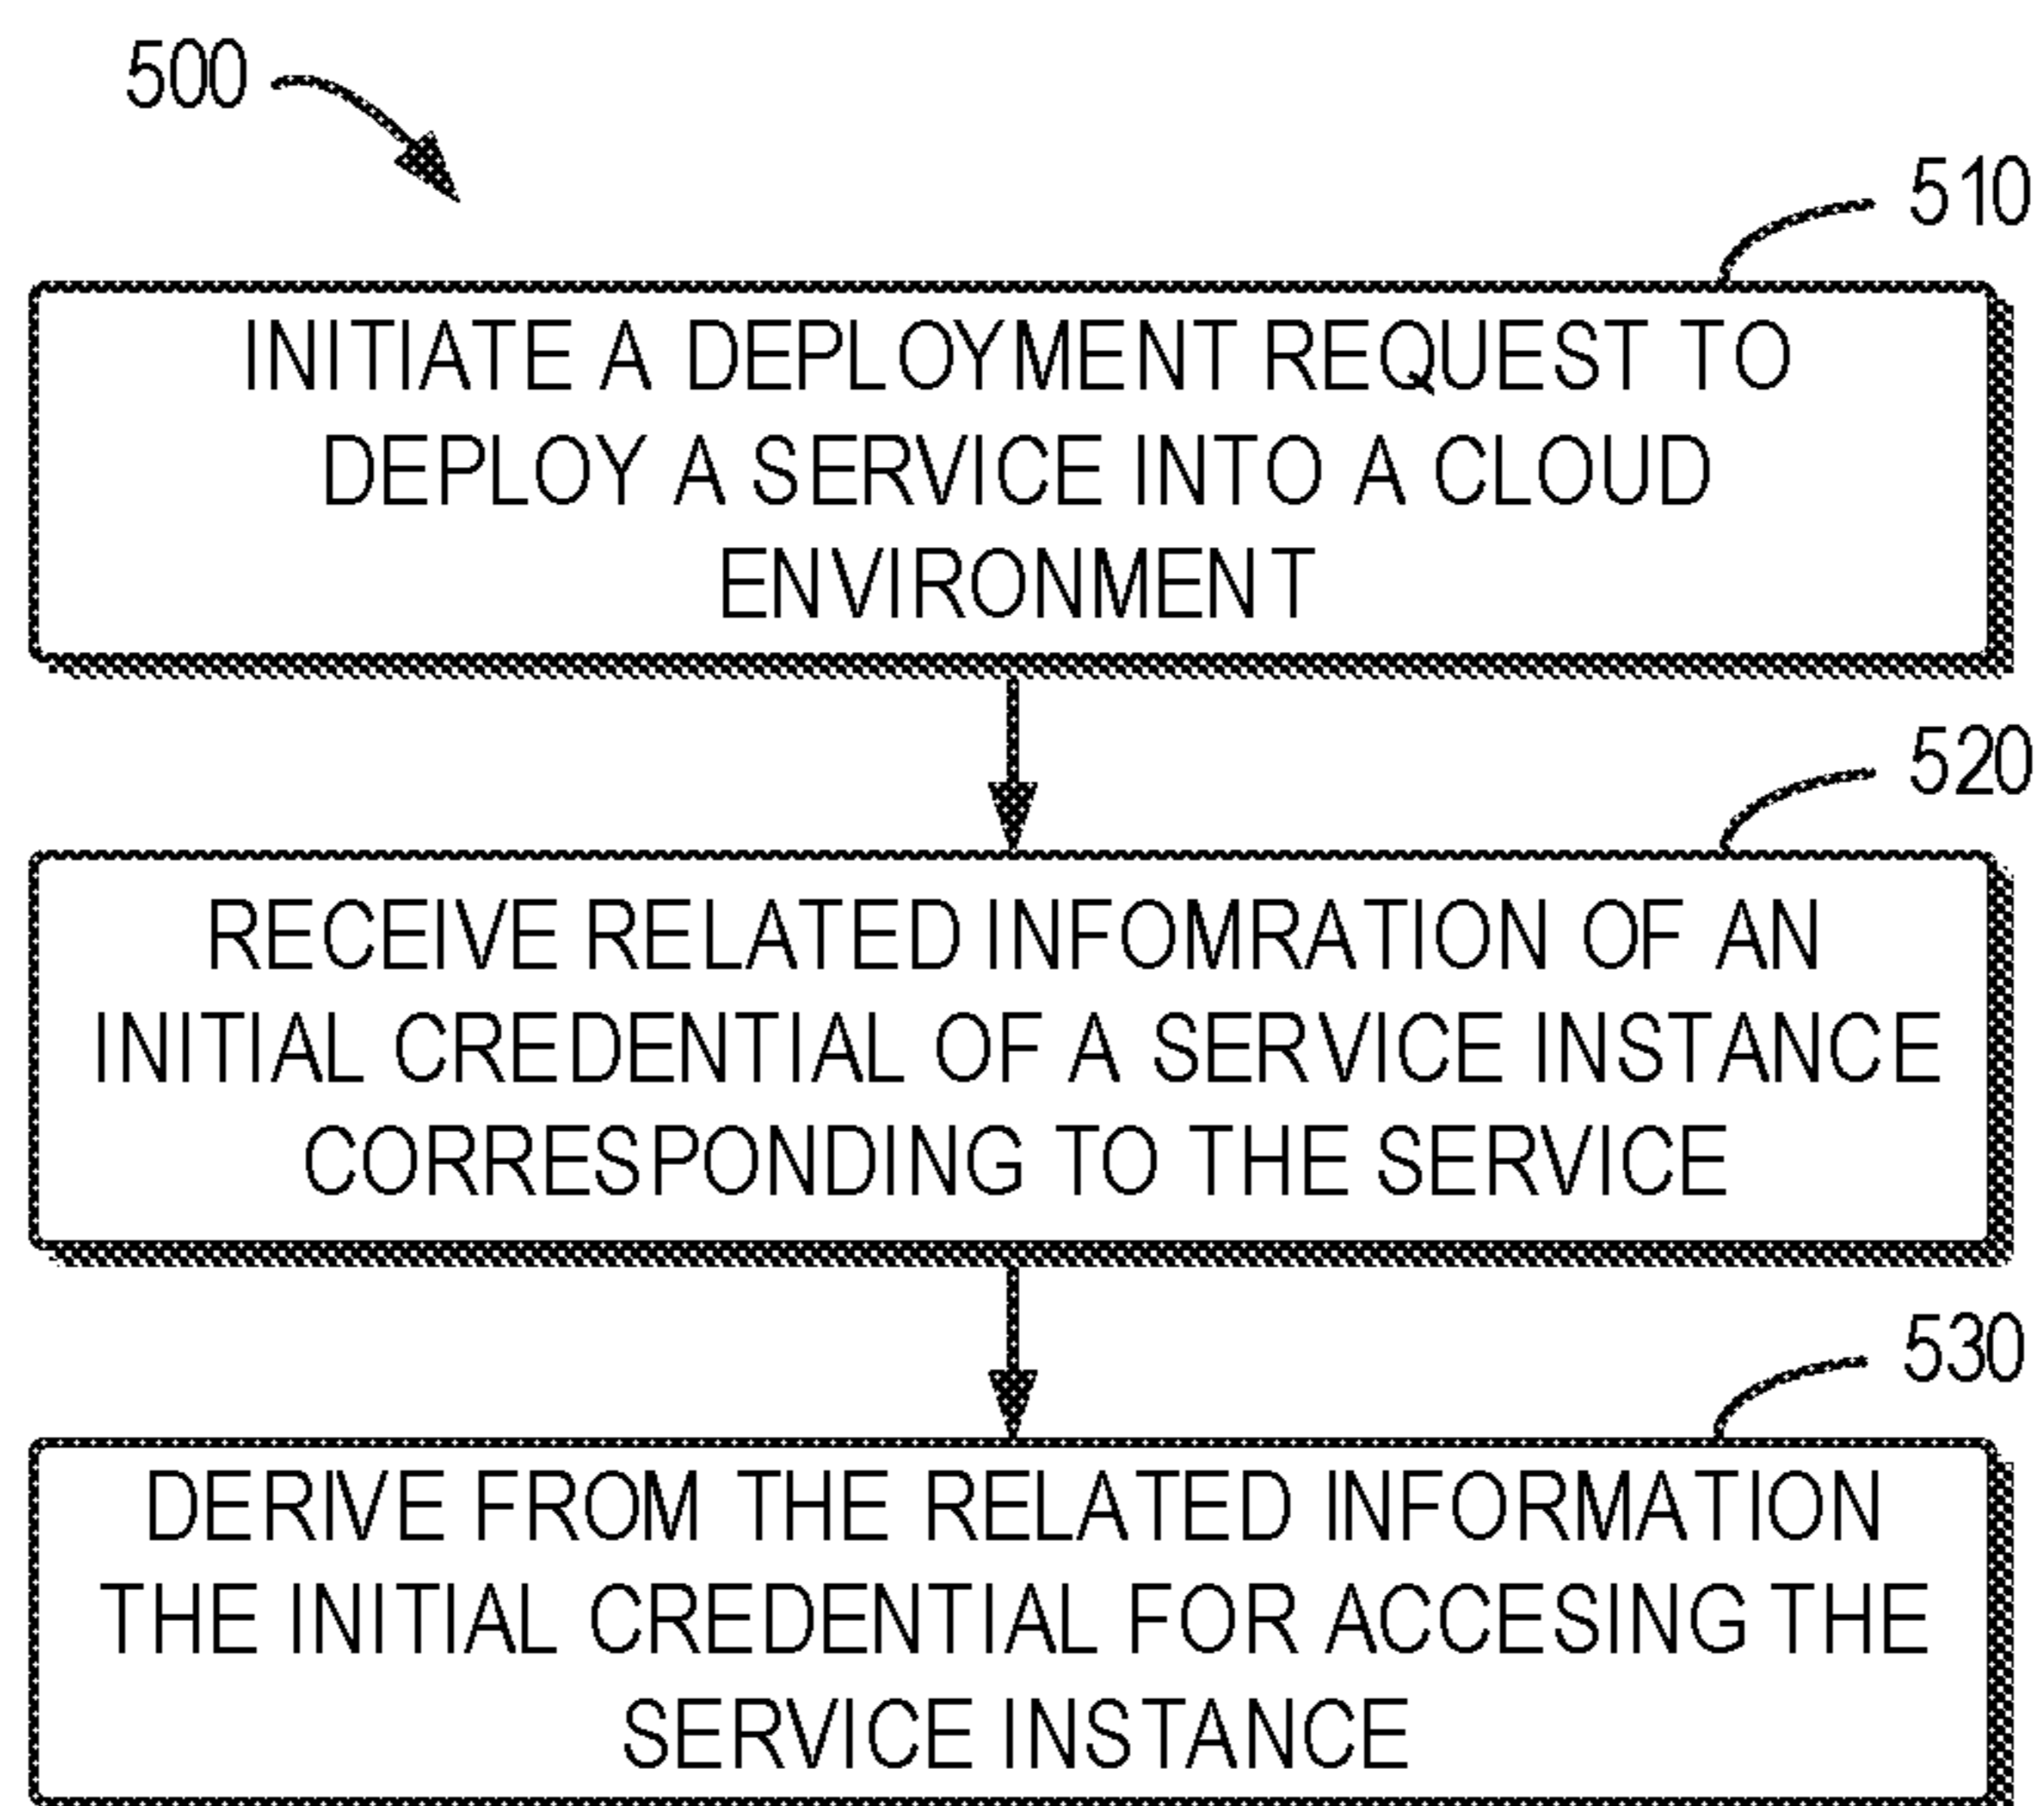 500
510
INITIATE A DEPLOYMENT REQUEST TO
DEPLOY A SERVICE INTO A CLOUD
ENVIRONMENT
520
RECEIVE RELATED INFOMRATION OF AN
INITIAL CREDENTIAL OF A SERVICE INSTANCE
CORRESPONDING TO THE SERVICE
530
DERIVE FROM THE RELATED INFORMATION
THE INITIAL CREDENTIAL FOR ACCESING THE
SERVICE INSTANCE